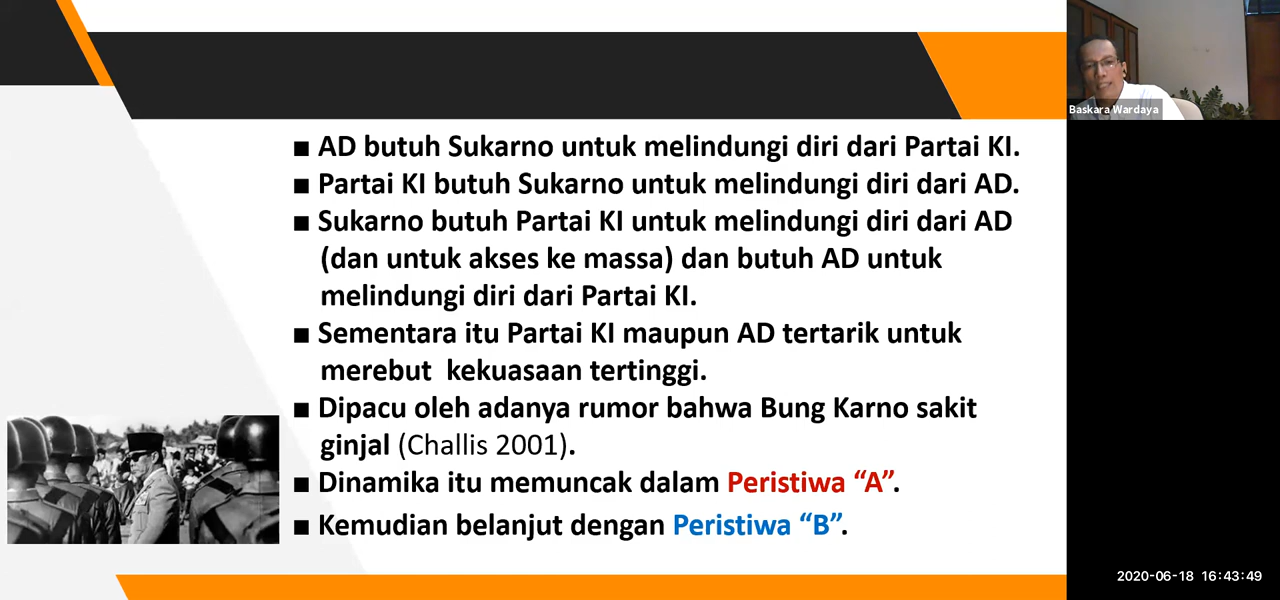 ■ AD butuh Sukarno untuk melindungi diri dari Partai KI.
■ Partai KI butuh Sukarno untuk melindungi diri dari AD.
■ Sukarno butuh Partai KI untuk melindungi diri dari AD
(dan untuk akses ke massa) dan butuh AD untuk
melindungi diri dari Partai KI.
■ Sementara itu Partai KI maupun AD tertarik untuk
merebut  kekuasaan tertinggi.
■ Dipacu oleh adanya rumor bahwa Bung Karno sakit
ginjal (Challis 2001).
■ Dinamika itu memuncak dalam Peristiwa “A”.
■ Kemudian belanjut dengan Peristiwa “B”.
Baskara Wardaya
2020-06-18 16:43:49